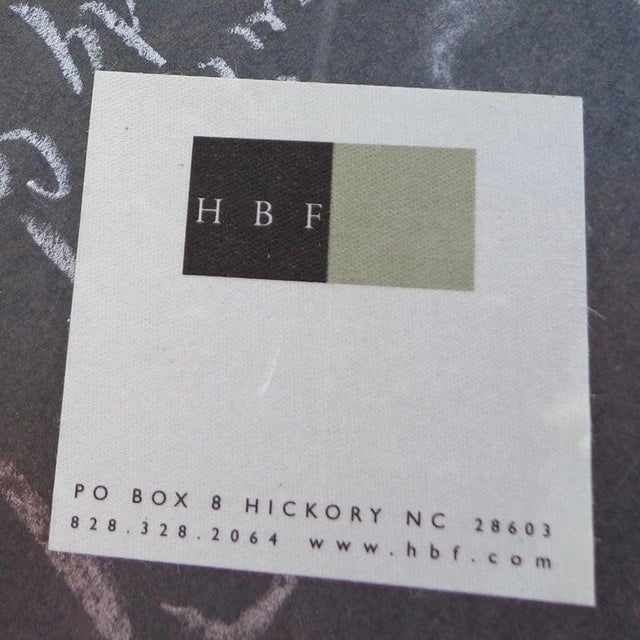 H B F
PO BOX 8 HICKORY NC 28603
828.328.2064 www.hbf.com